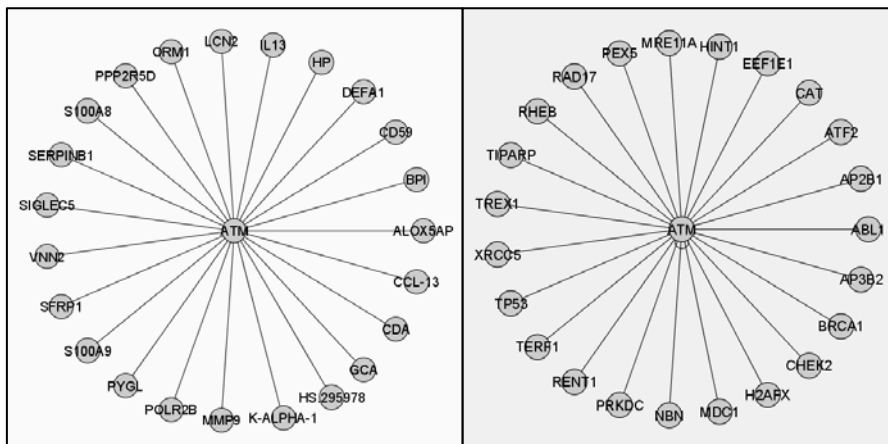 LCN2
IL13
HP
DEFA1
CD59
BPI
ALOX5AP
CCL-13
CDA
GCA
HS.295978
K-ALPHA-1
MMP9
POLR2B
PYGL
S100A9
SFRP1
VNN2
SIGLEC5
SERPINB1
S100A8
PPP2R5D
ORM1
ATM
MRE11A
HINT1
EEF1E1
CAT
ATF2
AP2B1
ABL1
AP3B2
BRCA1
CHEK2
H2AFX
MDC1
NBN
PRKDC
RENT1
TERF1
TP53
XRCC5
TREX1
TIPARP
RHEB
RAD17
PEX5
ATM